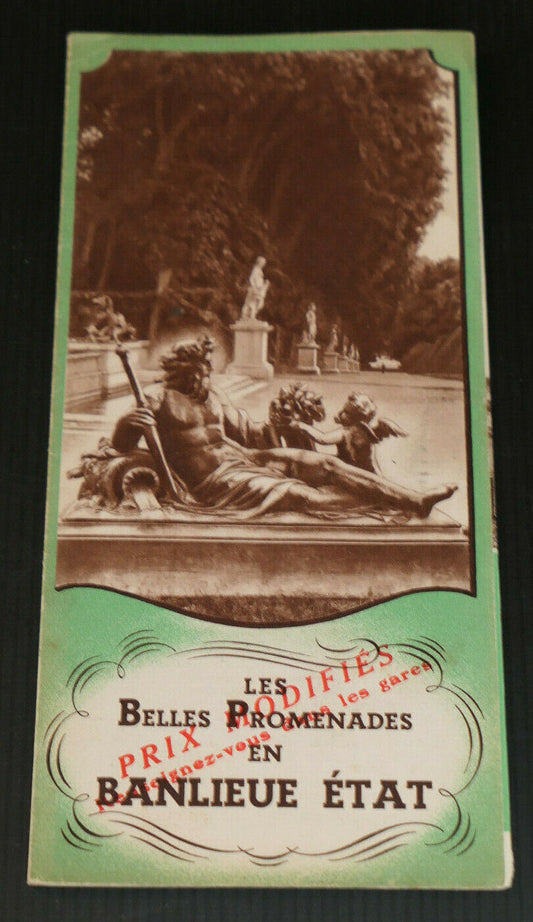 LES
BELLES PROMENADES
EN
BANLIEUE ÉTAT
PRIX MODIFIÉS
Renseignez-vous dans les gares